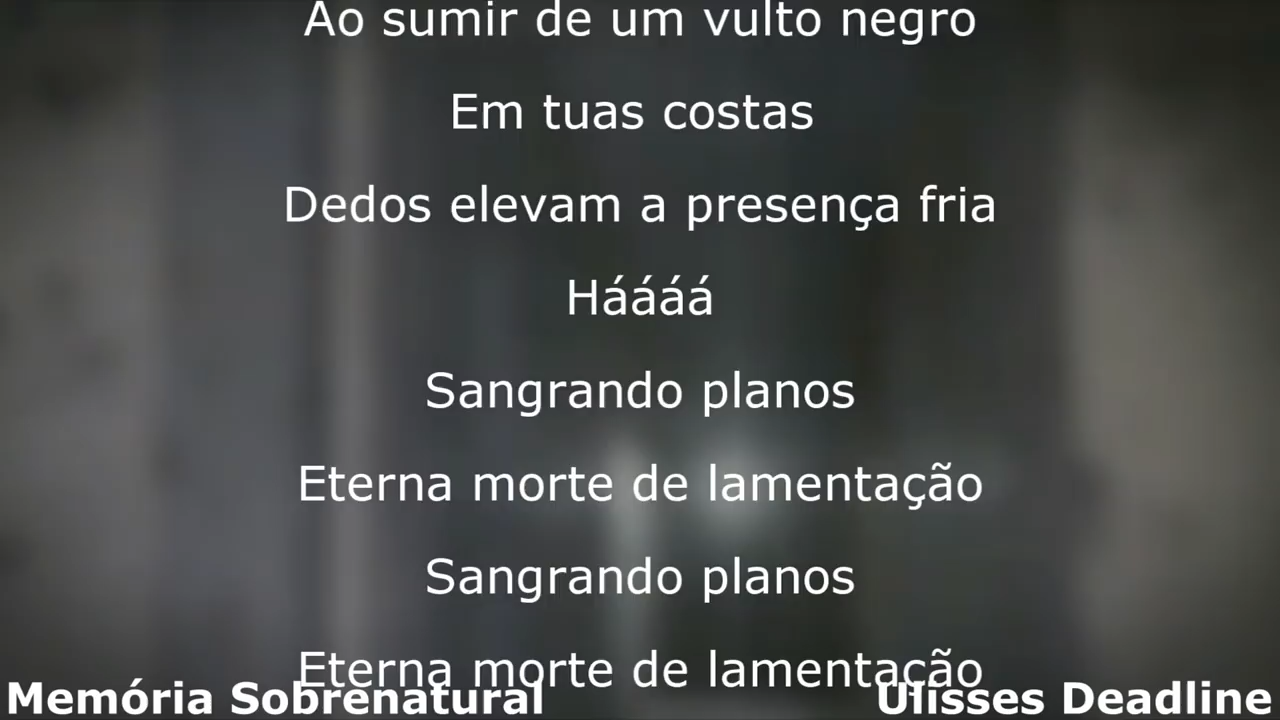 Ao sumir de um vulto negro
Em tuas costas
Dedos elevam a presença fria
Háááá
Sangrando planos
Eterna morte de lamentação
Sangrando planos
Eterna morte de lamentação
Memória Sobrenatural
Ulisses Deadline